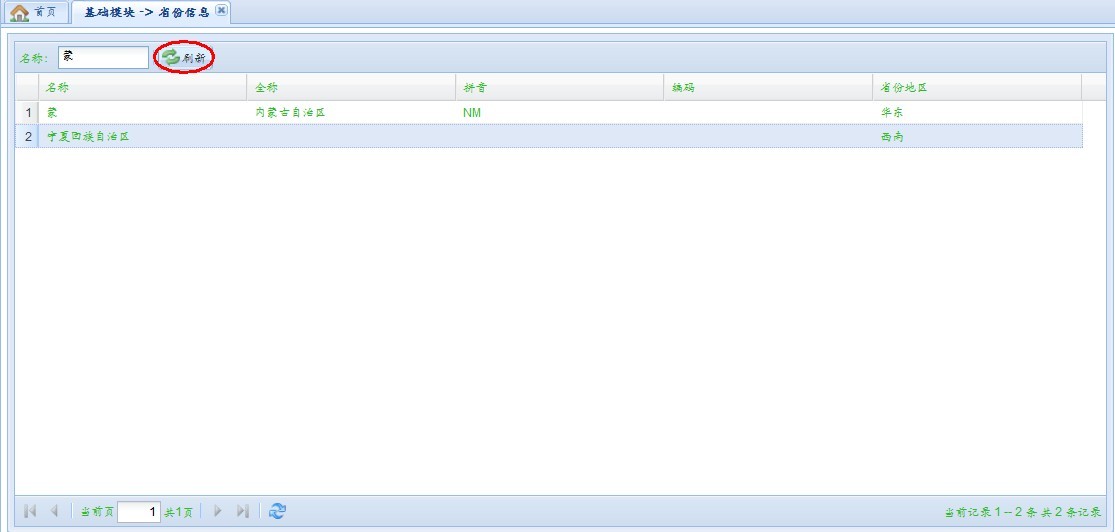 首页 基础模块 -> 省份信息
名称: 蒙 刷新
名称 全称 拼音 编码 省份地区
1 蒙 内蒙古自治区 NM 华东
2 宁夏回族自治区 西南
当前页 1 共1页 当前记录 1 -- 2 条 共 2 条记录